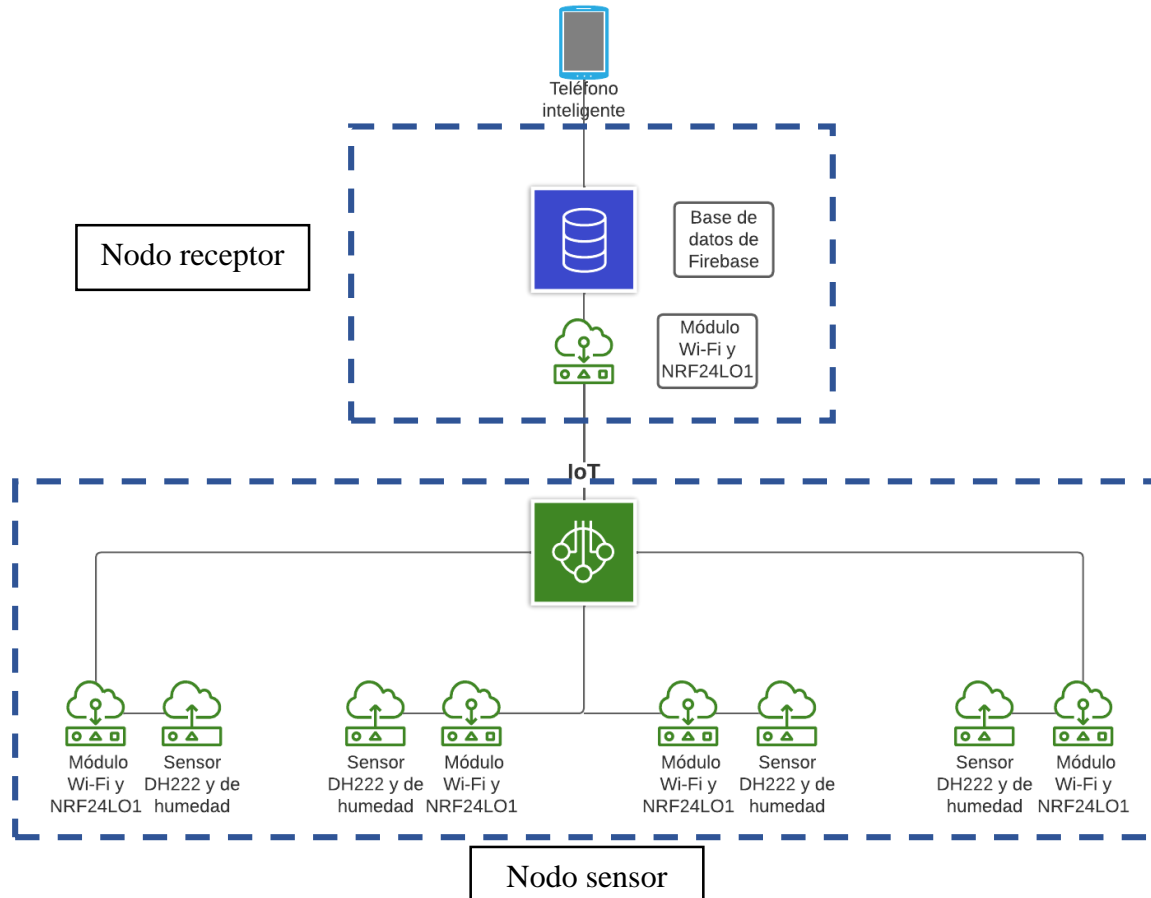 Teléfono
inteligente
Nodo receptor
Base de
datos de
Firebase
Módulo
Wi-Fi y
NRF24LO1
IoT
Módulo
Wi-Fi y
NRF24LO1
Sensor
DH222 y de
humedad
Sensor
DH222 y de
humedad
Módulo
Wi-Fi y
NRF24LO1
Módulo
Wi-Fi y
NRF24LO1
Sensor
DH222 y de
humedad
Sensor
DH222 y de
humedad
Módulo
Wi-Fi y
NRF24LO1
Nodo sensor